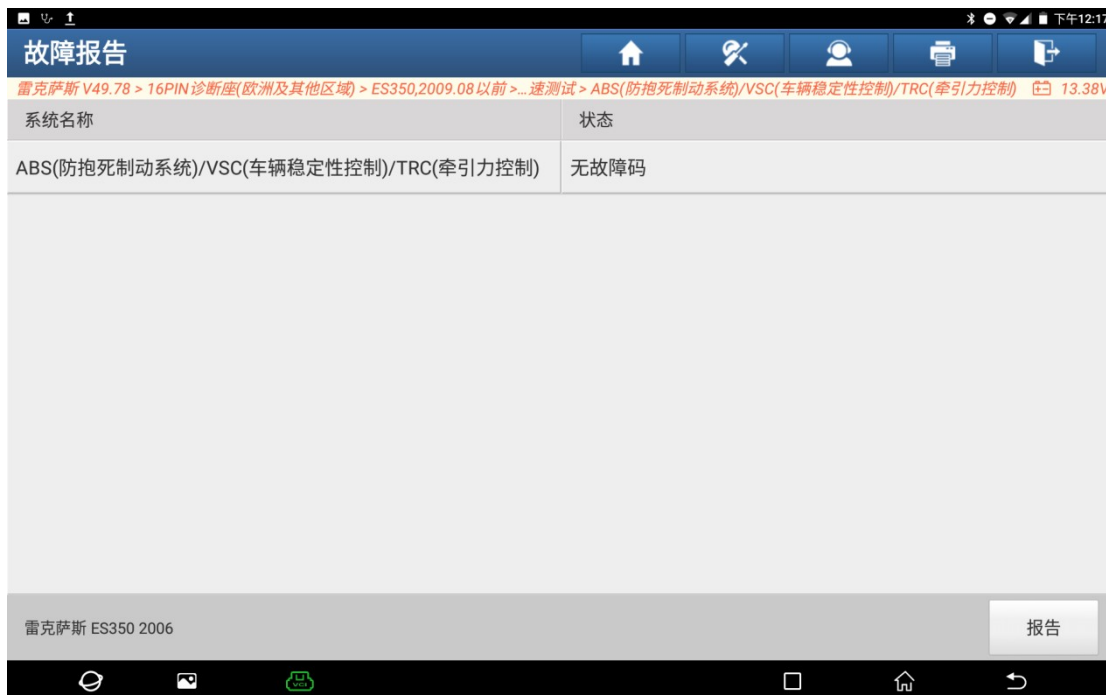 下午12:17
故障报告
雷克萨斯 V49.78 > 16PIN诊断座(欧洲及其他区域) > ES350,2009.08以前 >...速测试 > ABS(防抱死制动系统)/VSC(车辆稳定性控制)/TRC(牵引力控制) 13.38V
系统名称 状态
ABS(防抱死制动系统)/VSC(车辆稳定性控制)/TRC(牵引力控制) 无故障码
雷克萨斯 ES350 2006 报告
VCI